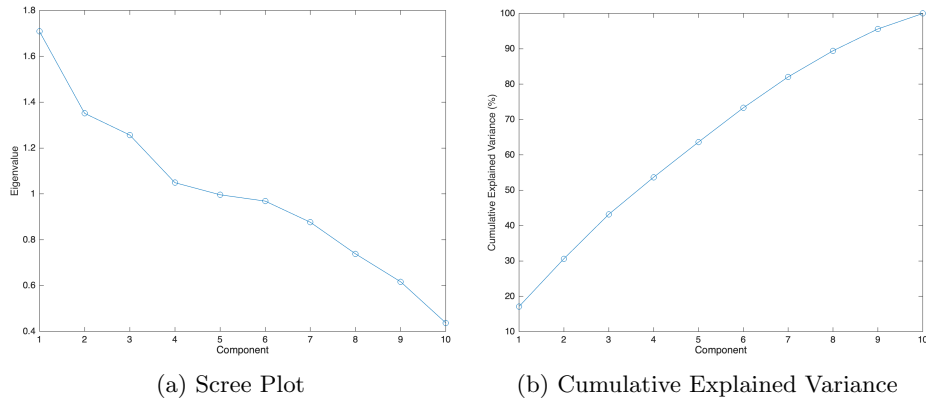 1.8
1.6
1.4
1.2
1
0.8
0.6
0.4
Eigenvalue
1 2 3 4 5 6 7 8 9 10
Component
(a) Scree Plot
100
90
80
70
60
50
40
30
20
10
Cumulative Explained Variance (%)
1 2 3 4 5 6 7 8 9 10
Component
(b) Cumulative Explained Variance